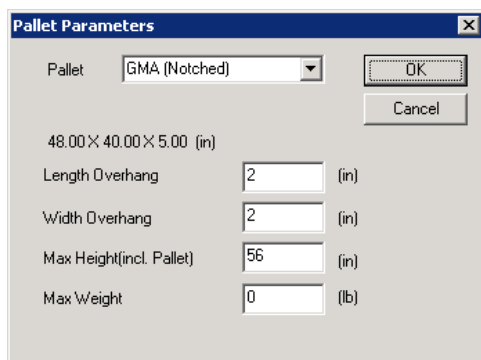 Pallet Parameters
Pallet GMA (Notched) OK
Cancel
48.00 X 40.00 X 5.00 (in)
Length Overhang 2 (in)
Width Overhang 2 (in)
Max Height(incl. Pallet) 56 (in)
Max Weight 0 (lb)